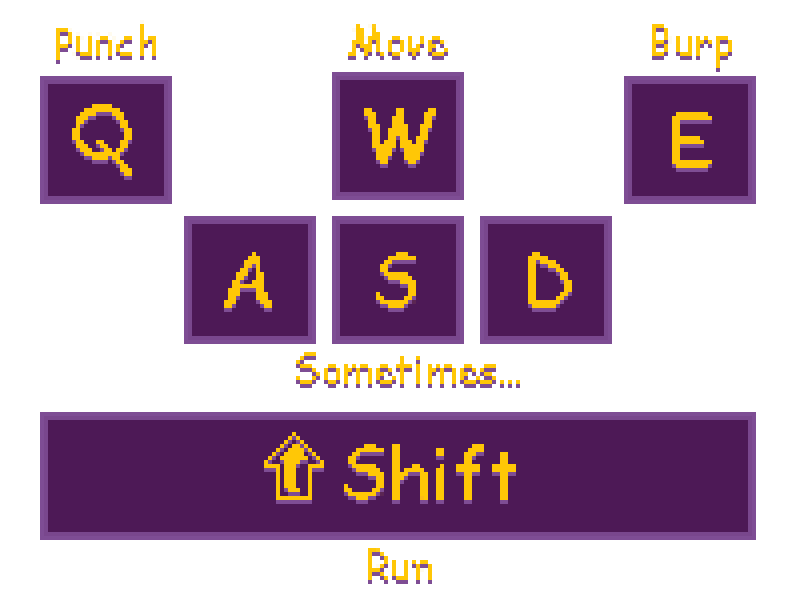 Punch Move Burp
Q W E
A S D
Sometimes...
Shift
Run